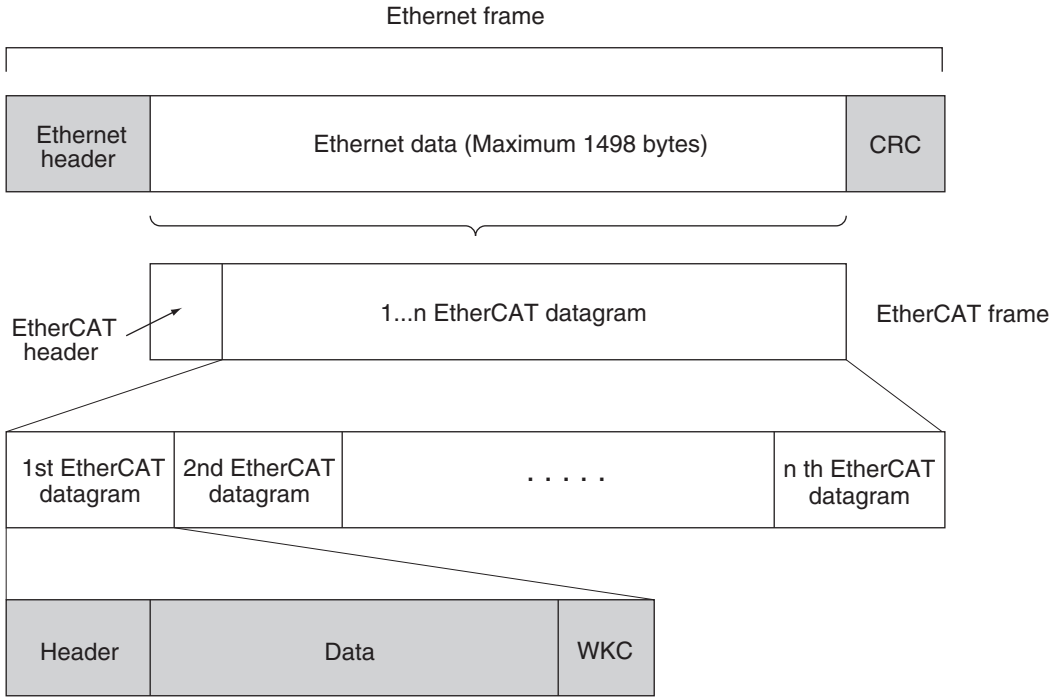 Ethernet frame
Ethernet
header
Ethernet data (Maximum 1498 bytes)
CRC
EtherCAT
header
1...n EtherCAT datagram
EtherCAT frame
1st EtherCAT
datagram
2nd EtherCAT
datagram
. . . . .
n th EtherCAT
datagram
Header
Data
WKC